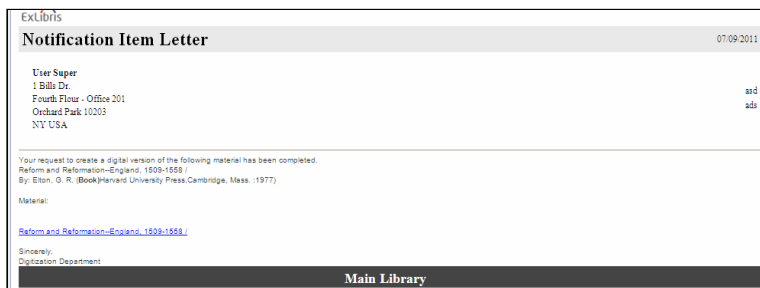 ExLibris
Notification Item Letter
07/09/2011
User Super
1 Bills Dr.
Fourth Flour - Office 201
Orchard Park 10203
NY USA
asd
ads
Your request to create a digital version of the following material has been completed.
Reform and Reformation--England, 1509-1558 /
By: Elton, G. R. (Book)Harvard University Press,Cambridge, Mass. :1977)
Material:
Reform and Reformation--England, 1509-1558 /
Sincerely,
Digitization Department
Main Library